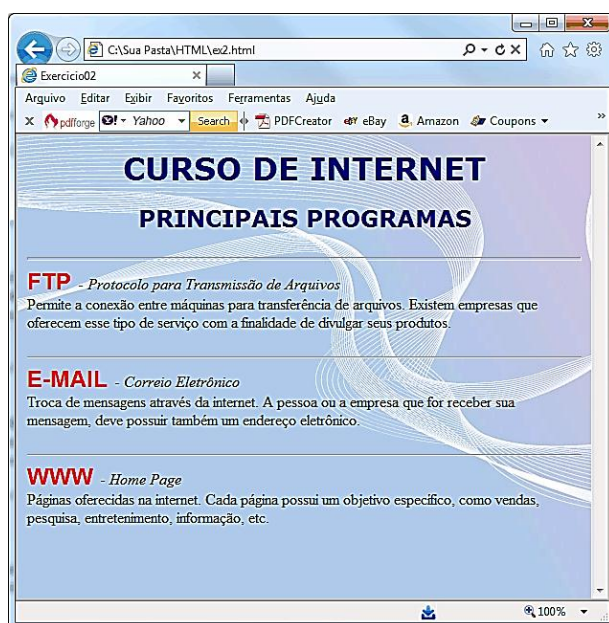 C:\Sua Pasta\HTML\ex2.html
Exercicio02
Arquivo Editar Exibir Favoritos Ferramentas Ajuda
x pdfforge Yahoo Search PDFCreator eBay Amazon Coupons »
CURSO DE INTERNET
PRINCIPAIS PROGRAMAS
FTP - Protocolo para Transmissão de Arquivos
Permite a conexão entre máquinas para transferência de arquivos. Existem empresas que
oferecem esse tipo de serviço com a finalidade de divulgar seus produtos.
E-MAIL - Correio Eletrônico
Troca de mensagens através da internet. A pessoa ou a empresa que for receber sua
mensagem, deve possuir também um endereço eletrônico.
WWW - Home Page
Páginas oferecidas na internet. Cada página possui um objetivo específico, como vendas,
pesquisa, entretenimento, informação, etc.
100%